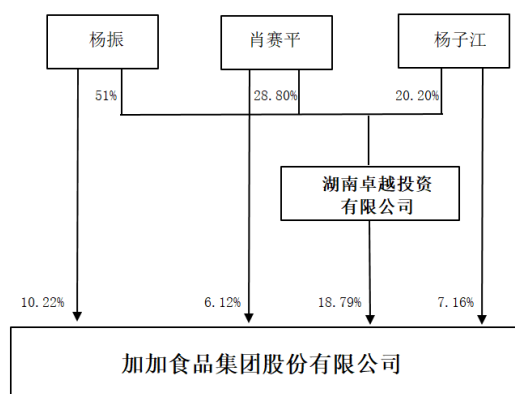 杨振
肖赛平
杨子江
51%
28.80%
20.20%
湖南卓越投资
有限公司
10.22%
6.12%
18.79%
7.16%
加加食品集团股份有限公司